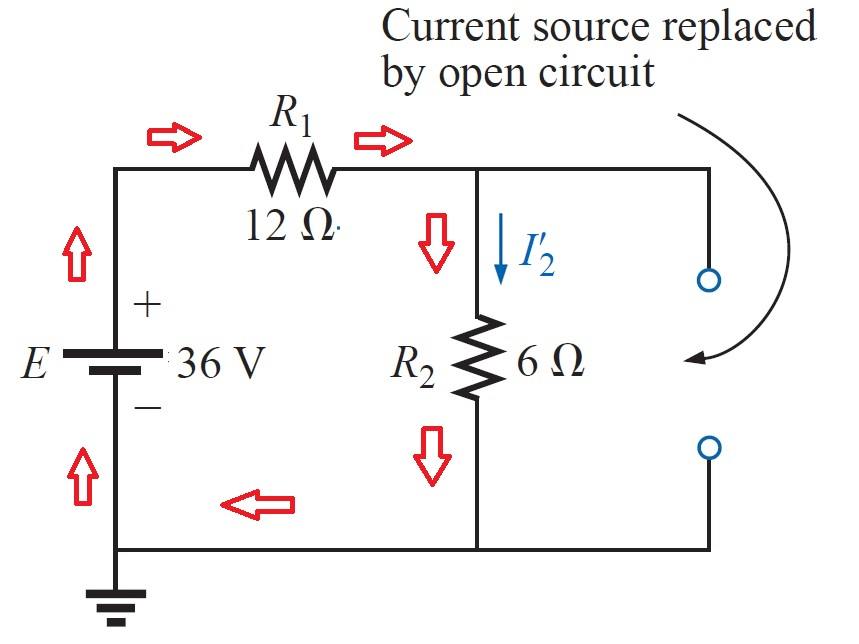 Current source replaced
by open circuit
R1
12 Ω
I′2
+
E
36 V
R2
6 Ω
–